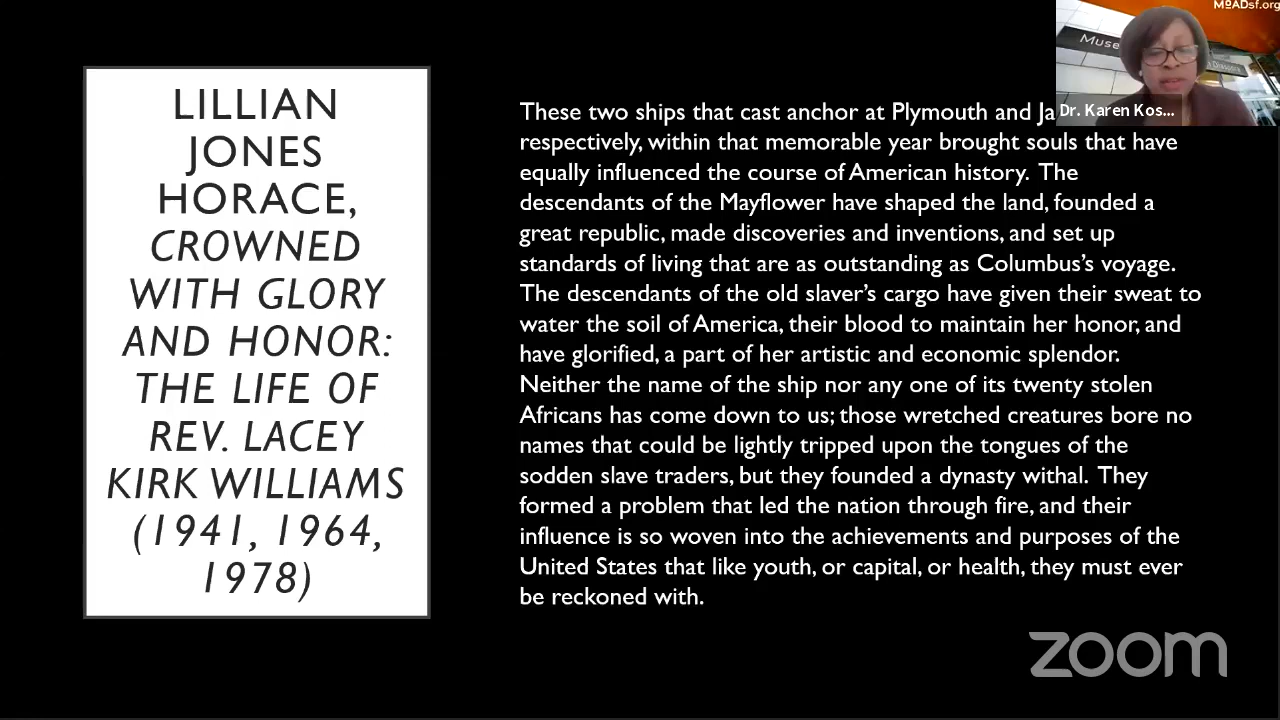 LILLIAN
JONES
HORACE,
CROWNED
WITH GLORY
AND HONOR:
THE LIFE OF
REV. LACEY
KIRK WILLIAMS
(1941, 1964,
1978)
These two ships that cast anchor at Plymouth and
respectively, within that memorable year brought souls that have
equally influenced the course of American history. The
descendants of the Mayflower have shaped the land, founded a
great republic, made discoveries and inventions, and set up
standards of living that are as outstanding as Columbus's voyage.
The descendants of the old slaver's cargo have given their sweat to
water the soil of America, their blood to maintain her honor, and
have glorified, a part of her artistic and economic splendor.
Neither the name of the ship nor any one of its twenty stolen
Africans has come down to us; those wretched creatures bore no
names that could be lightly tripped upon the tongues of the
sodden slave traders, but they founded a dynasty withal. They
formed a problem that led the nation through fire, and their
influence is so woven into the achievements and purposes of the
United States that like youth, or capital, or health, they must ever
be reckoned with.
MoADsf.org
Dr. Karen Kos...
zoom